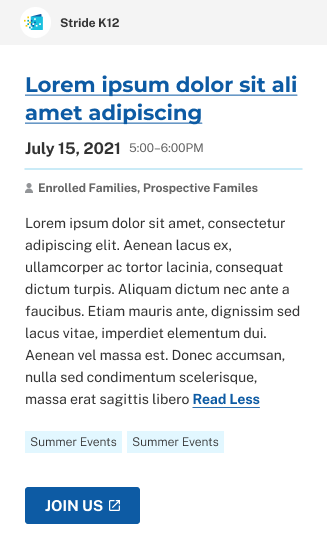 Stride K12
Lorem ipsum dolor sit ali
amet adipiscing
July 15, 2021 5:00–6:00PM
Enrolled Families, Prospective Familes
Lorem ipsum dolor sit amet, consectetur
adipiscing elit. Aenean lacus ex,
ullamcorper ac tortor lacinia, consequat
dictum turpis. Aliquam dictum nec ante a
faucibus. Etiam mauris ante, dignissim sed
lacus vitae, imperdiet elementum dui.
Aenean vel massa est. Donec accumsan,
nulla sed condimentum scelerisque,
massa erat sagittis libero Read Less
Summer Events Summer Events
JOIN US